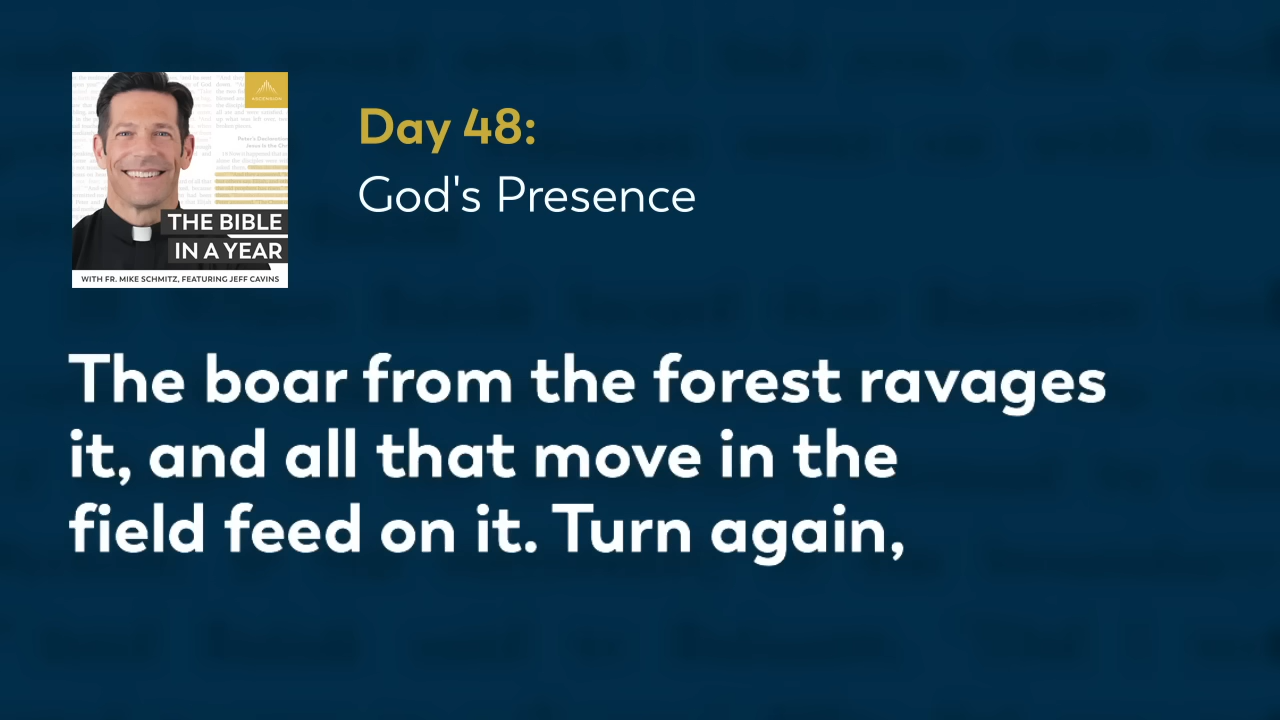 ASCENSION
THE BIBLE
IN A YEAR
WITH FR. MIKE SCHMITZ, FEATURING JEFF CAVINS
Day 48:
God's Presence
The boar from the forest ravages
it, and all that move in the
field feed on it. Turn again,